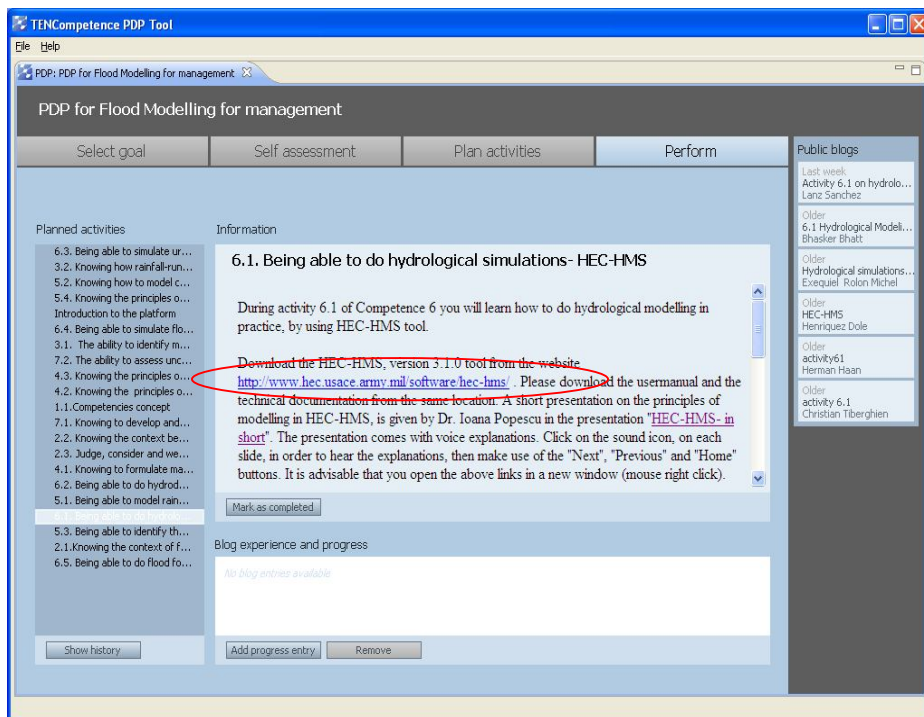 TENCompetence PDP Tool
File Help
PDP: PDP for Flood Modelling for management
PDP for Flood Modelling for management
Select goal
Self assessment
Plan activities
Perform
Planned activities
6.3. Being able to simulate ur...
3.2. Knowing how rainfall-run...
5.2. Knowing how to model c...
5.4. Knowing the principles o...
Introduction to the platform
6.4. Being able to simulate flo...
3.1. The ability to identify m...
7.2. The ability to assess unc...
4.3. Knowing the principles o...
4.2. Knowing the principles o...
1.1.Competencies concept
7.1. Knowing to develop and...
2.2. Knowing the context be...
2.3. Judge, consider and we...
4.1. Knowing to formulate ma...
6.2. Being able to do hydrod...
5.1. Being able to model rain...
6.1. Being able to do hydrolo...
5.3. Being able to identify th...
2.1.Knowing the context of f...
6.5. Being able to do flood fo...
Show history
Information
6.1. Being able to do hydrological simulations- HEC-HMS
During activity 6.1 of Competence 6 you will learn how to do hydrological modelling in
practice, by using HEC-HMS tool.
Download the HEC-HMS, version 3.1.0 tool from the website
http://www.hec.usace.army.mil/software/hec-hms/ . Please download the usermanual and the
technical documentation from the same location. A short presentation on the principles of
modelling in HEC-HMS, is given by Dr. Ioana Popescu in the presentation "HEC-HMS- in
short". The presentation comes with voice explanations. Click on the sound icon, on each
slide, in order to hear the explanations, then make use of the "Next", "Previous" and "Home"
buttons. It is advisable that you open the above links in a new window (mouse right click).
Mark as completed
Blog experience and progress
No blog entries available
Add progress entry
Remove
Public blogs
Last week
Activity 6.1 on hydrolo...
Lanz Sanchez
Older
6.1 Hydrological Modeli...
Bhasker Bhatt
Older
Hydrological simulations...
Exequiel Rolon Michel
Older
HEC-HMS
Henriquez Dole
Older
activity61
Herman Haan
Older
activity 6.1
Christian Tiberghien